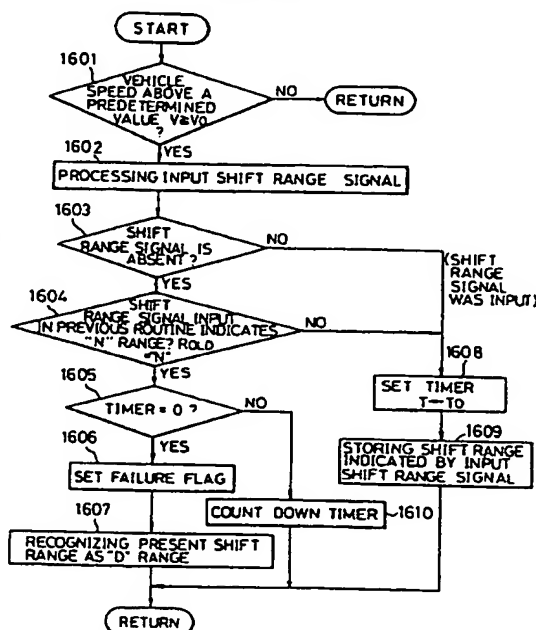 START
1601
VEHICLE
SPEED ABOVE A
PREDETERMINED
VALUE V≥V0
?
NO
RETURN
YES
1602
PROCESSING INPUT SHIFT RANGE SIGNAL
1603
SHIFT
RANGE SIGNAL IS
ABSENT ?
NO
(SHIFT
RANGE
SIGNAL
WAS INPUT)
YES
1604
SHIFT
RANGE SIGNAL INPUT
IN PREVIOUS ROUTINE INDICATES
"N" RANGE? ROLD
="N"
NO
YES
1605
TIMER = 0 ?
NO
YES
1606
SET FAILURE FLAG
1607
RECOGNIZING PRESENT SHIFT
RANGE AS "D" RANGE
1608
SET TIMER
T←T0
1609
STORING SHIFT RANGE
INDICATED BY INPUT
SHIFT RANGE SIGNAL
COUNT DOWN TIMER
1610
RETURN